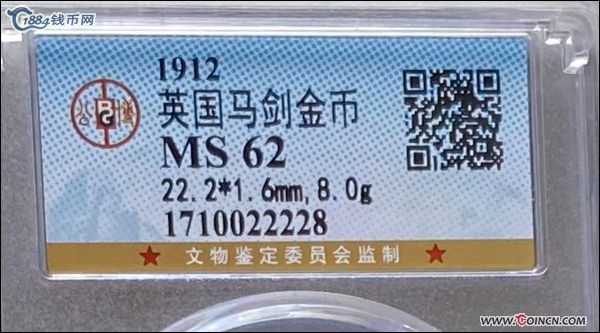 1884钱币网
1912
英国马剑金币
MS 62
22.2*1.6mm,8.0g
1710022228
★ 文物鉴定委员会监制 ★
www.COINCN.com